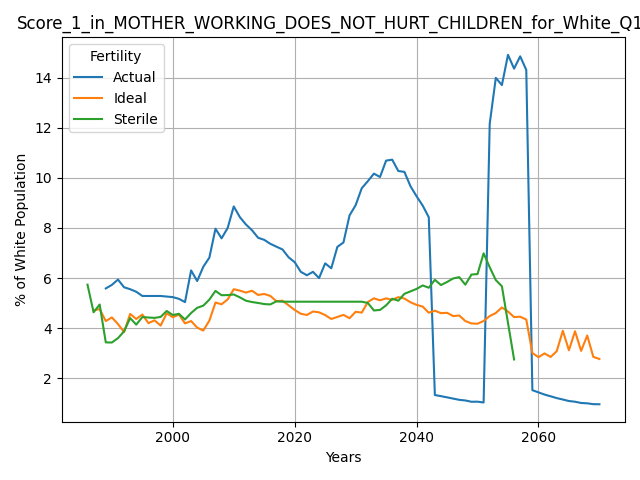 Score_1_in_MOTHER_WORKING_DOES_NOT_HURT_CHILDREN_for_White_Q1
Fertility
Actual
Ideal
Sterile
% of White Population
14
12
10
8
6
4
2
2000 2020 2040 2060
Years